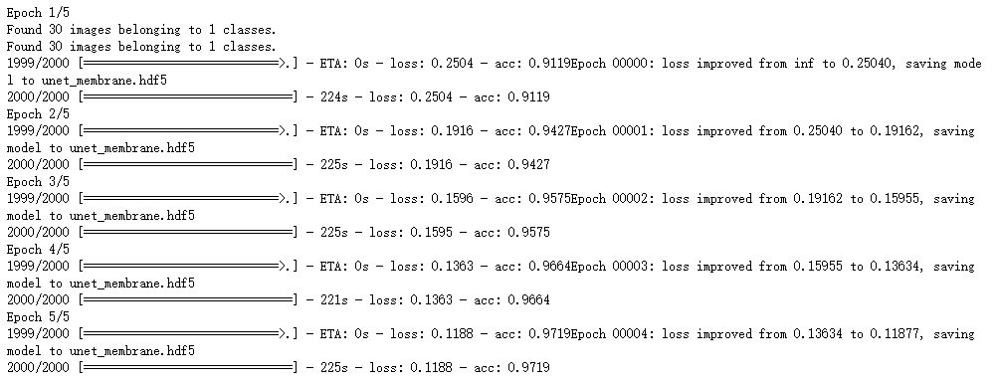 Epoch 1/5
Found 30 images belonging to 1 classes.
Found 30 images belonging to 1 classes.
1999/2000 [============================>.] - ETA: 0s - loss: 0.2504 - acc: 0.9119Epoch 00000: loss improved from inf to 0.25040, saving mode
l to unet_membrane.hdf5
2000/2000 [==============================] - 224s - loss: 0.2504 - acc: 0.9119
Epoch 2/5
1999/2000 [============================>.] - ETA: 0s - loss: 0.1916 - acc: 0.9427Epoch 00001: loss improved from 0.25040 to 0.19162, saving
model to unet_membrane.hdf5
2000/2000 [==============================] - 225s - loss: 0.1916 - acc: 0.9427
Epoch 3/5
1999/2000 [============================>.] - ETA: 0s - loss: 0.1596 - acc: 0.9575Epoch 00002: loss improved from 0.19162 to 0.15955, saving
model to unet_membrane.hdf5
2000/2000 [==============================] - 225s - loss: 0.1595 - acc: 0.9575
Epoch 4/5
1999/2000 [============================>.] - ETA: 0s - loss: 0.1363 - acc: 0.9664Epoch 00003: loss improved from 0.15955 to 0.13634, saving
model to unet_membrane.hdf5
2000/2000 [==============================] - 221s - loss: 0.1363 - acc: 0.9664
Epoch 5/5
1999/2000 [============================>.] - ETA: 0s - loss: 0.1188 - acc: 0.9719Epoch 00004: loss improved from 0.13634 to 0.11877, saving
model to unet_membrane.hdf5
2000/2000 [==============================] - 225s - loss: 0.1188 - acc: 0.9719